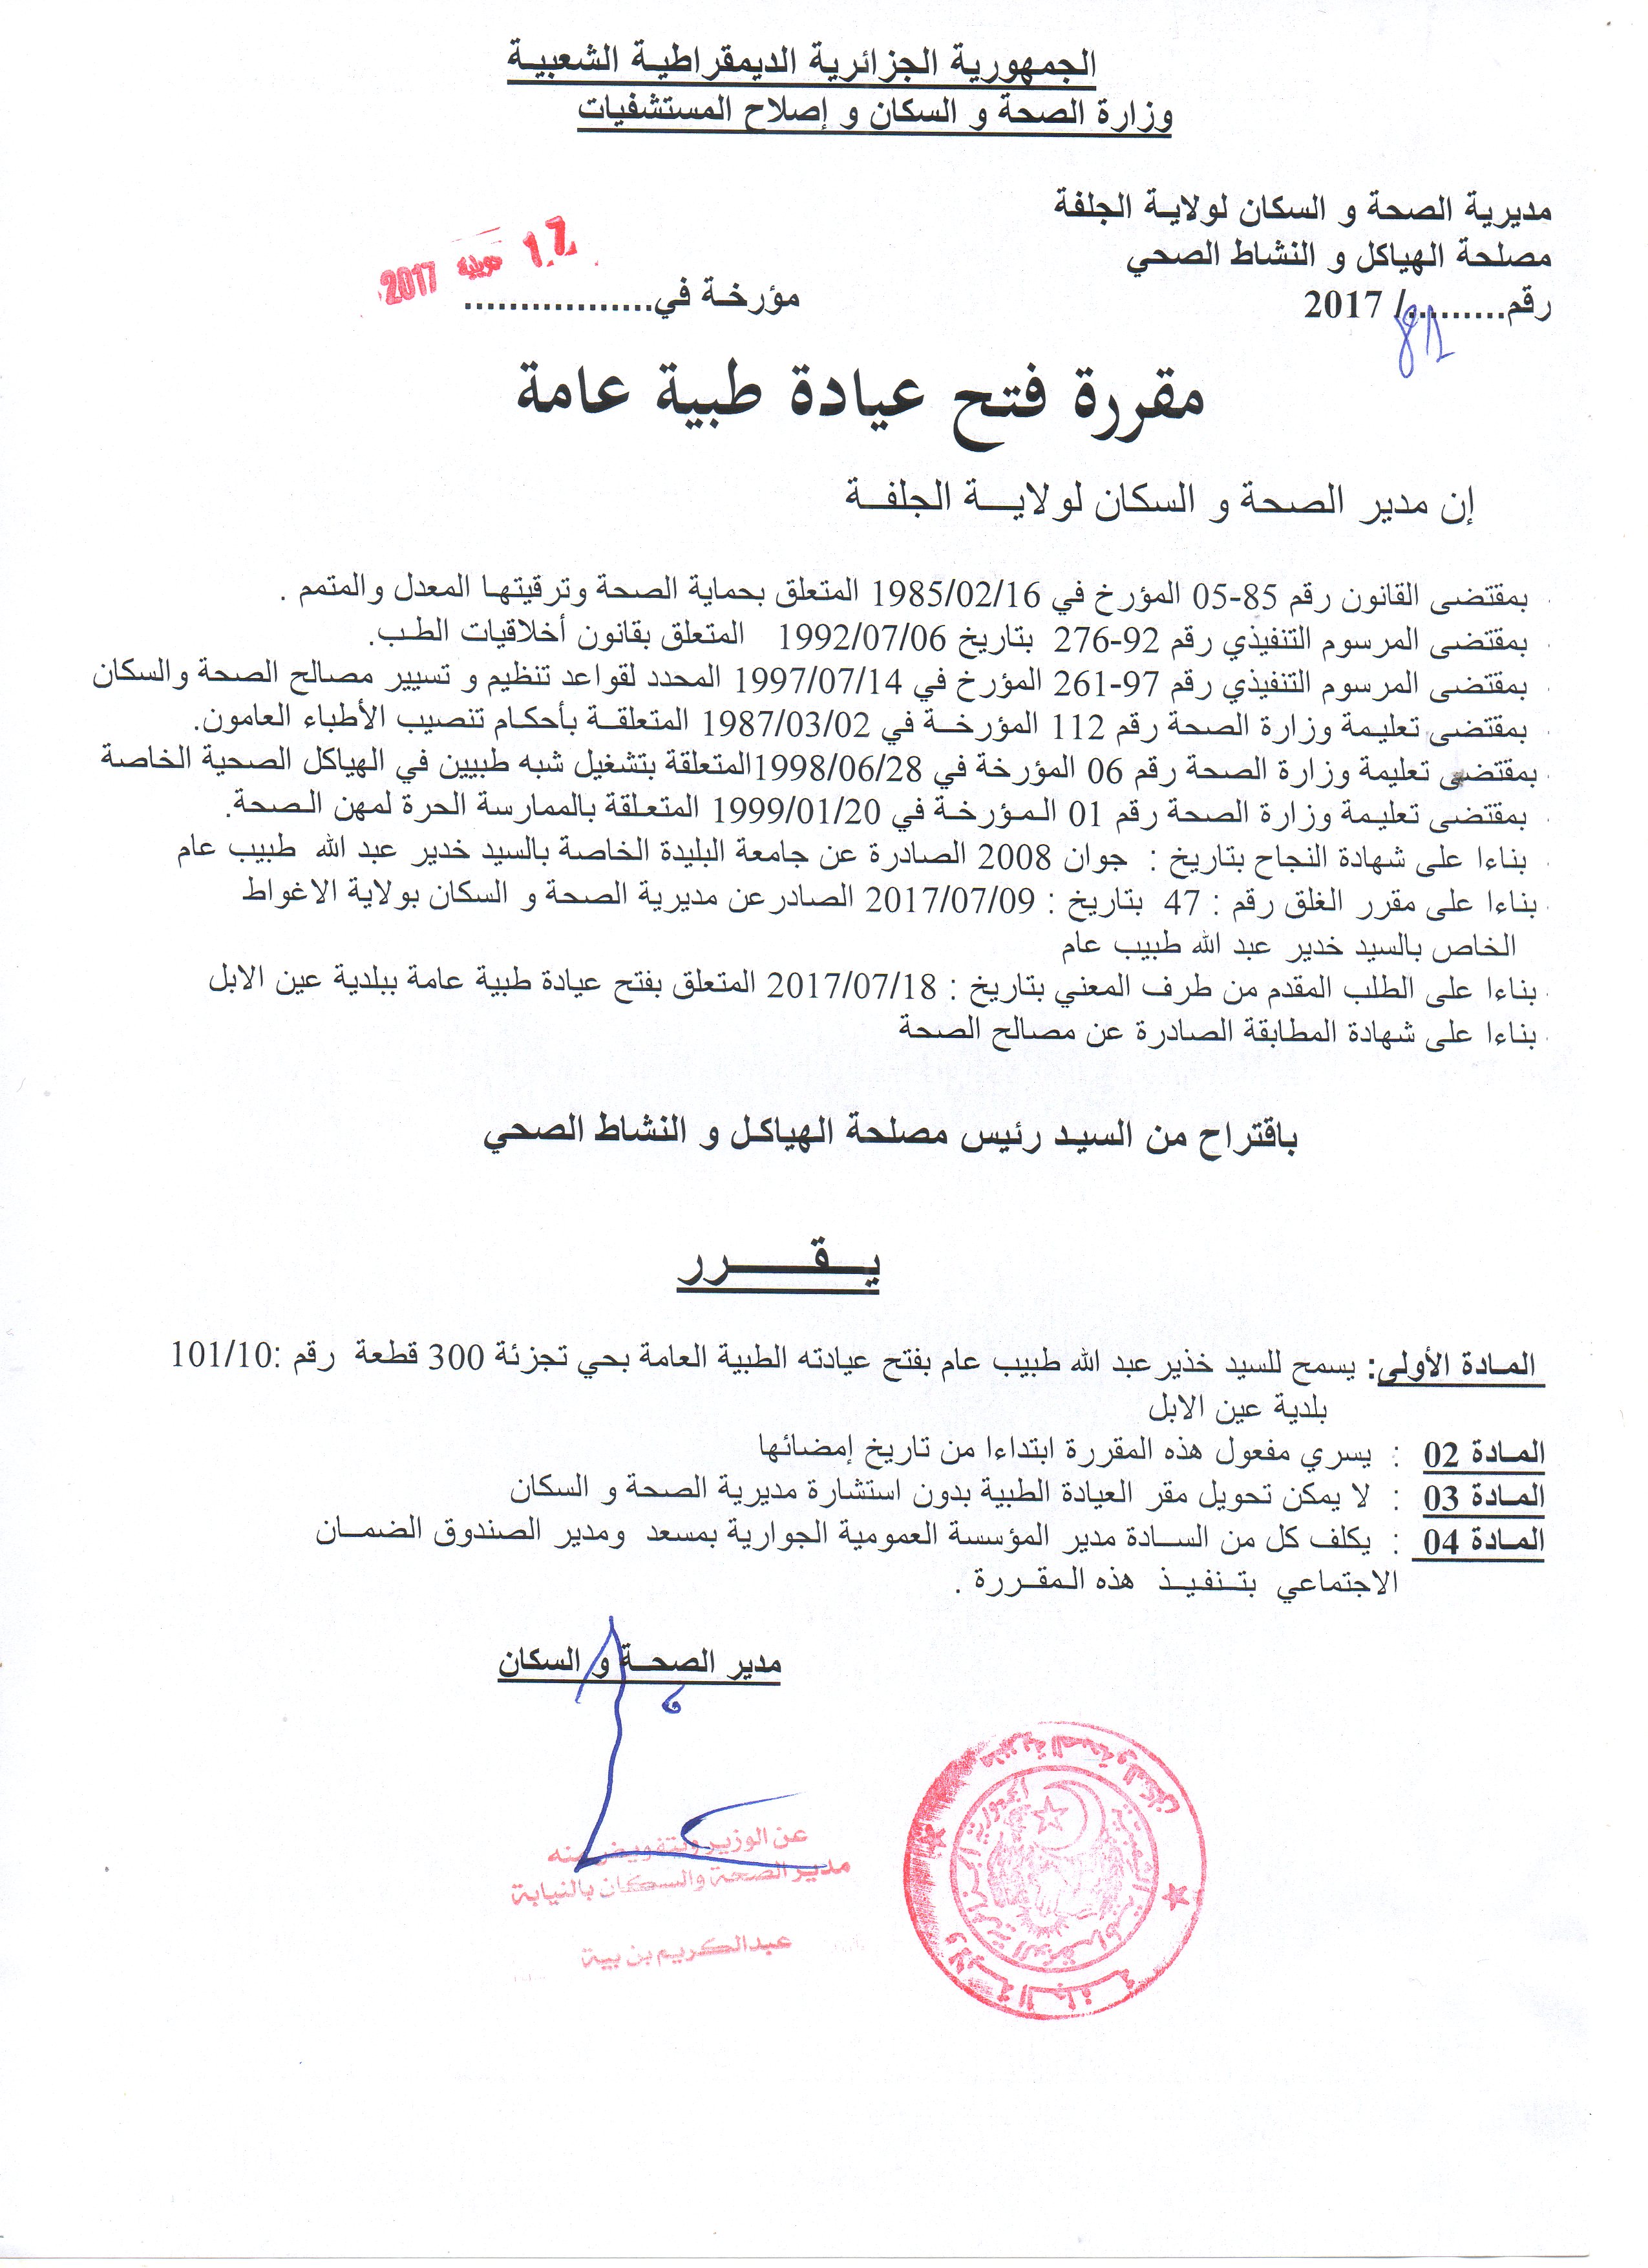 الجمهورية الجزائرية الديمقراطية الشعبية
وزارة الصحة و السكان و إصلاح المستشفيات
مديرية الصحة و السكان لولاية الجلفة
مصلحة الهياكل و النشاط الصحي
رقم........../ 2017
مؤرخة في.................
17 جويلية 2017
مقررة فتح عيادة طبية عامة
إن مدير الصحة و السكان لولاية الجلفة
بمقتضى القانون رقم 85-05 المؤرخ في 1985/02/16 المتعلق بحماية الصحة وترقيتها المعدل والمتمم .
بمقتضى المرسوم التنفيذي رقم 92-276 بتاريخ 1992/07/06 المتعلق بقانون أخلاقيات الطب.
بمقتضى المرسوم التنفيذي رقم 97-261 المؤرخ في 1997/07/14 المحدد لقواعد تنظيم و تسيير مصالح الصحة والسكان
بمقتضى تعليمة وزارة الصحة رقم 112 المؤرخة في 1987/03/02 المتعلقة بأحكام تنصيب الأطباء العامون.
بمقتضى تعليمة وزارة الصحة رقم 06 المؤرخة في 1998/06/28المتعلقة بتشغيل شبه طبيين في الهياكل الصحية الخاصة
بمقتضى تعليمة وزارة الصحة رقم 01 المؤرخة في 1999/01/20 المتعلقة بالممارسة الحرة لمهن الصحة.
بناءا على شهادة النجاح بتاريخ : جوان 2008 الصادرة عن جامعة البليدة الخاصة بالسيد خدير عبد الله طبيب عام
بناءا على مقرر الغلق رقم : 47 بتاريخ : 2017/07/09 الصادرعن مديرية الصحة و السكان بولاية الاغواط
الخاص بالسيد خدير عبد الله طبيب عام
بناءا على الطلب المقدم من طرف المعني بتاريخ : 2017/07/18 المتعلق بفتح عيادة طبية عامة ببلدية عين الابل
بناءا على شهادة المطابقة الصادرة عن مصالح الصحة
باقتراح من السيد رئيس مصلحة الهياكل و النشاط الصحي
يقرر
المادة الأولى: يسمح للسيد خذير عبد الله طبيب عام بفتح عيادته الطبية العامة بحي تجزئة 300 قطعة رقم :101/10
بلدية عين الابل
المادة 02 : يسري مفعول هذه المقررة ابتداءا من تاريخ إمضائها
المادة 03 : لا يمكن تحويل مقر العيادة الطبية بدون استشارة مديرية الصحة و السكان
المادة 04 : يكلف كل من السادة مدير المؤسسة العمومية الجوارية بمسعد ومدير الصندوق الضمان
الاجتماعي بتنفيذ هذه المقررة .
مدير الصحة و السكان
عن الوزير وبتفويض منه
مدير الصحة والسكان بالنيابة
عبدالكريم بن بية
مديرية الصحة و السكان
الجمهورية الجزائرية الديمقراطية الشعبية
ولاية الجلفة